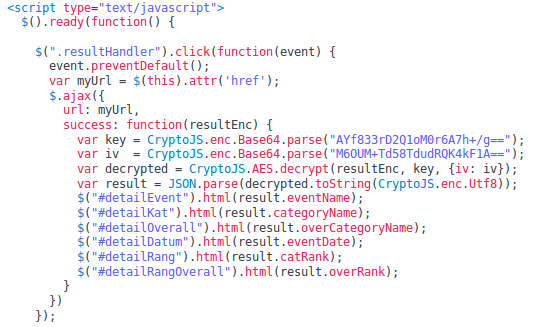 <script type="text/javascript">
$().ready(function() {
$(".resultHandler").click(function(event) {
event.preventDefault();
var myUrl = $(this).attr('href');
$.ajax({
url: myUrl,
success: function(resultEnc) {
var key = CryptoJS.enc.Base64.parse("AYf833rD2Q1oM0r6A7h+/g==");
var iv  = CryptoJS.enc.Base64.parse("M6OUM+Td58TdudRQK4kF1A==");
var decrypted = CryptoJS.AES.decrypt(resultEnc, key, {iv: iv});
var result = JSON.parse(decrypted.toString(CryptoJS.enc.Utf8));
$("#detailEvent").html(result.eventName);
$("#detailKat").html(result.categoryName);
$("#detailOverall").html(result.overCategoryName);
$("#detailDatum").html(result.eventDate);
$("#detailRang").html(result.catRank);
$("#detailRangOverall").html(result.overRank);
}
})
});